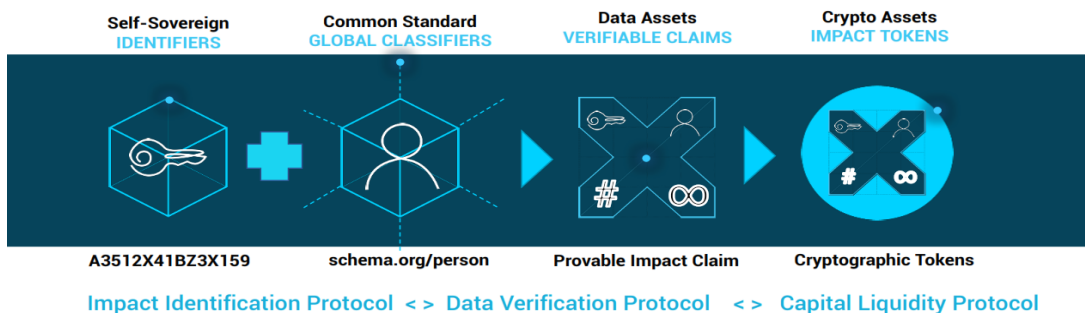 Self-Sovereign
IDENTIFIERS
Common Standard
GLOBAL CLASSIFIERS
Data Assets
VERIFIABLE CLAIMS
Crypto Assets
IMPACT TOKENS
# ∞
# ∞
A3512X41BZ3X159
schema.org/person
Provable Impact Claim
Cryptographic Tokens
Impact Identification Protocol < > Data Verification Protocol < > Capital Liquidity Protocol